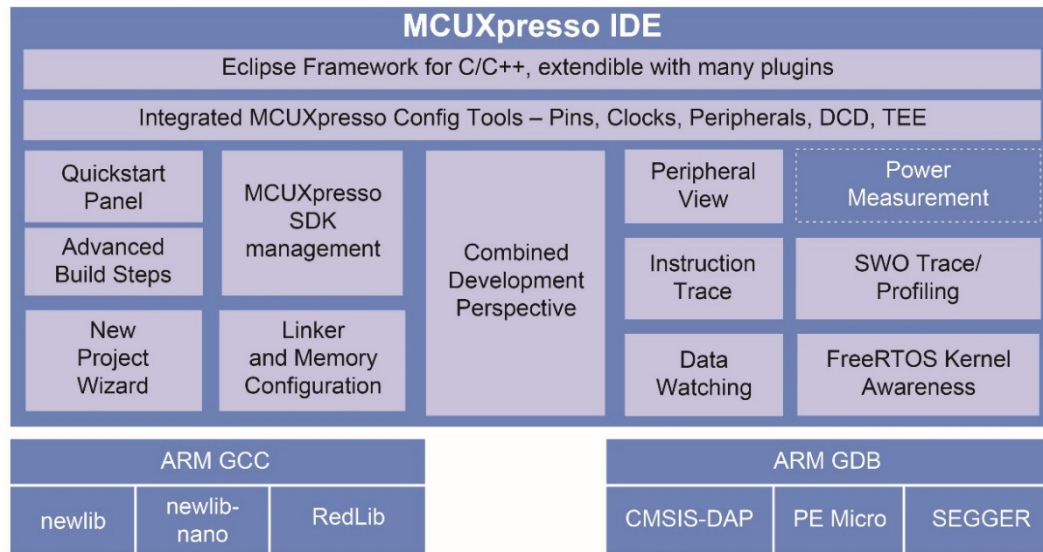 MCUXpresso IDE
Eclipse Framework for C/C++, extendible with many plugins
Integrated MCUXpresso Config Tools – Pins, Clocks, Peripherals, DCD, TEE
Quickstart
Panel
Advanced
Build Steps
New
Project
Wizard
MCUXpresso
SDK
management
Linker
and Memory
Configuration
Combined
Development
Perspective
Peripheral
View
Instruction
Trace
Data
Watching
Power
Measurement
SWO Trace/
Profiling
FreeRTOS Kernel
Awareness
ARM GCC
newlib
newlib-
nano
RedLib
ARM GDB
CMSIS-DAP
PE Micro
SEGGER